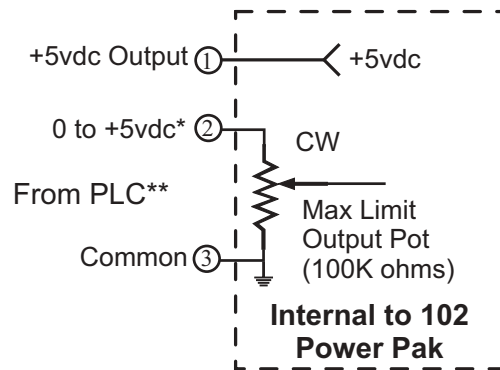 +5vdc Output 1
+5vdc
0 to +5vdc* 2
CW
From PLC**
Max Limit
Output Pot
(100K ohms)
Common 3
Internal to 102
Power Pak